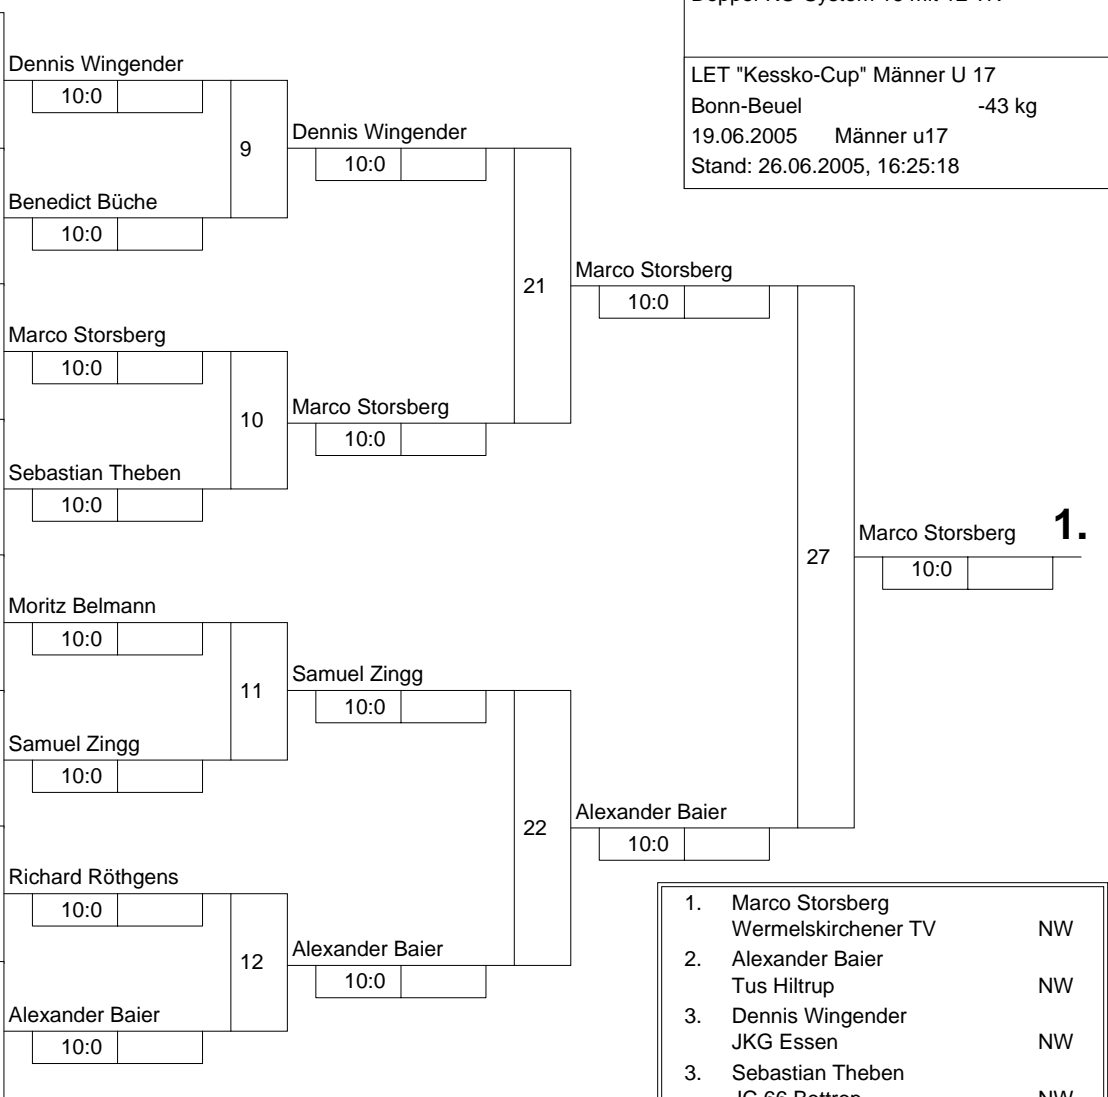 LET "Kessko-Cup" Männer U 17
Bonn-Beuel -43 kg
19.06.2005 Männer u17
Stand: 26.06.2005, 16:25:18
Dennis Wingender
10:0
9
Benedict Büche
10:0
Marco Storsberg
10:0
10
Sebastian Theben
10:0
Moritz Belmann
10:0
11
Samuel Zingg
10:0
Richard Röthgens
10:0
12
Alexander Baier
10:0
Dennis Wingender
10:0
21
Marco Storsberg
10:0
Samuel Zingg
10:0
22
Alexander Baier
10:0
Marco Storsberg
10:0
27
Alexander Baier
10:0
Marco Storsberg 1.
10:0
1. Marco Storsberg
Wermelskirchener TV NW
2. Alexander Baier
Tus Hiltrup NW
3. Dennis Wingender
JKG Essen NW
3. Sebastian Theben
JC 66 Bottrop NW